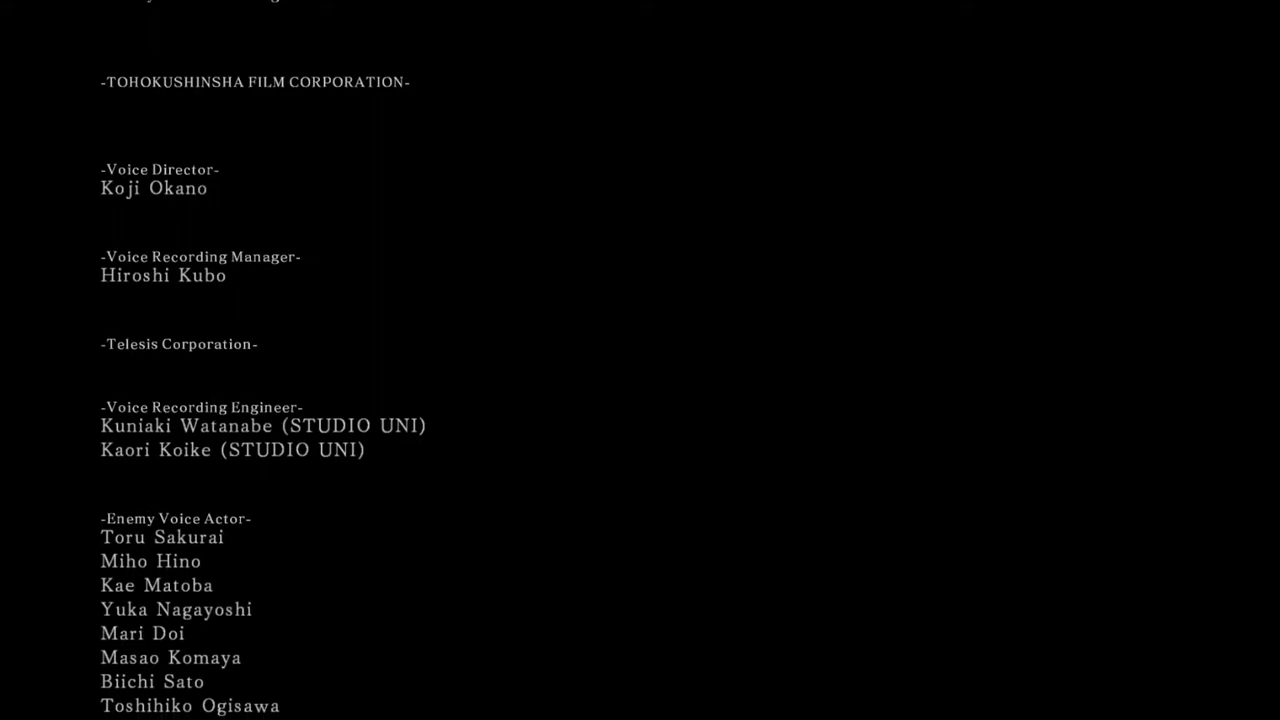 -TOHOKUSHINSHA FILM CORPORATION-
-Voice Director-
Koji Okano
-Voice Recording Manager-
Hiroshi Kubo
-Telesis Corporation-
-Voice Recording Engineer-
Kuniaki Watanabe (STUDIO UNI)
Kaori Koike (STUDIO UNI)
-Enemy Voice Actor-
Toru Sakurai
Miho Hino
Kae Matoba
Yuka Nagayoshi
Mari Doi
Masao Komaya
Biichi Sato
Toshihiko Ogisawa